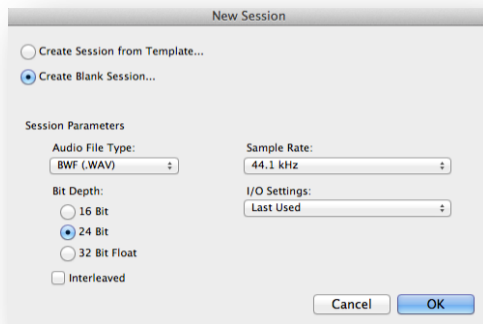 New Session
Create Session from Template...
Create Blank Session...
Session Parameters
Audio File Type:
BWF (.WAV)
Sample Rate:
44.1 kHz
Bit Depth:
16 Bit
24 Bit
32 Bit Float
I/O Settings:
Last Used
Interleaved
Cancel
OK